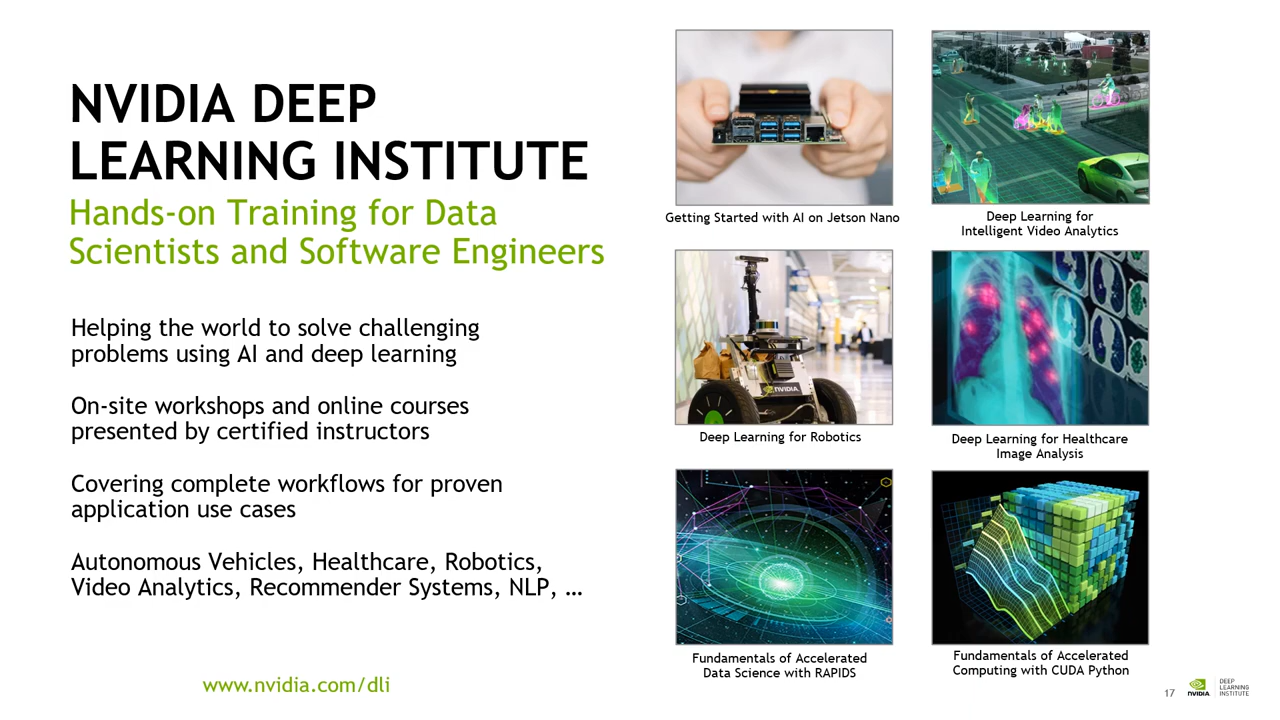 NVIDIA DEEP
LEARNING INSTITUTE
Hands-on Training for Data
Scientists and Software Engineers
Helping the world to solve challenging
problems using AI and deep learning
On-site workshops and online courses
presented by certified instructors
Covering complete workflows for proven
application use cases
Autonomous Vehicles, Healthcare, Robotics,
Video Analytics, Recommender Systems, NLP, …
www.nvidia.com/dli
Getting Started with AI on Jetson Nano
Deep Learning for
Intelligent Video Analytics
NVIDIA
Deep Learning for Robotics
Deep Learning for Healthcare
Image Analysis
Fundamentals of Accelerated
Data Science with RAPIDS
Fundamentals of Accelerated
Computing with CUDA Python
17
NVIDIA
DEEP
LEARNING
INSTITUTE